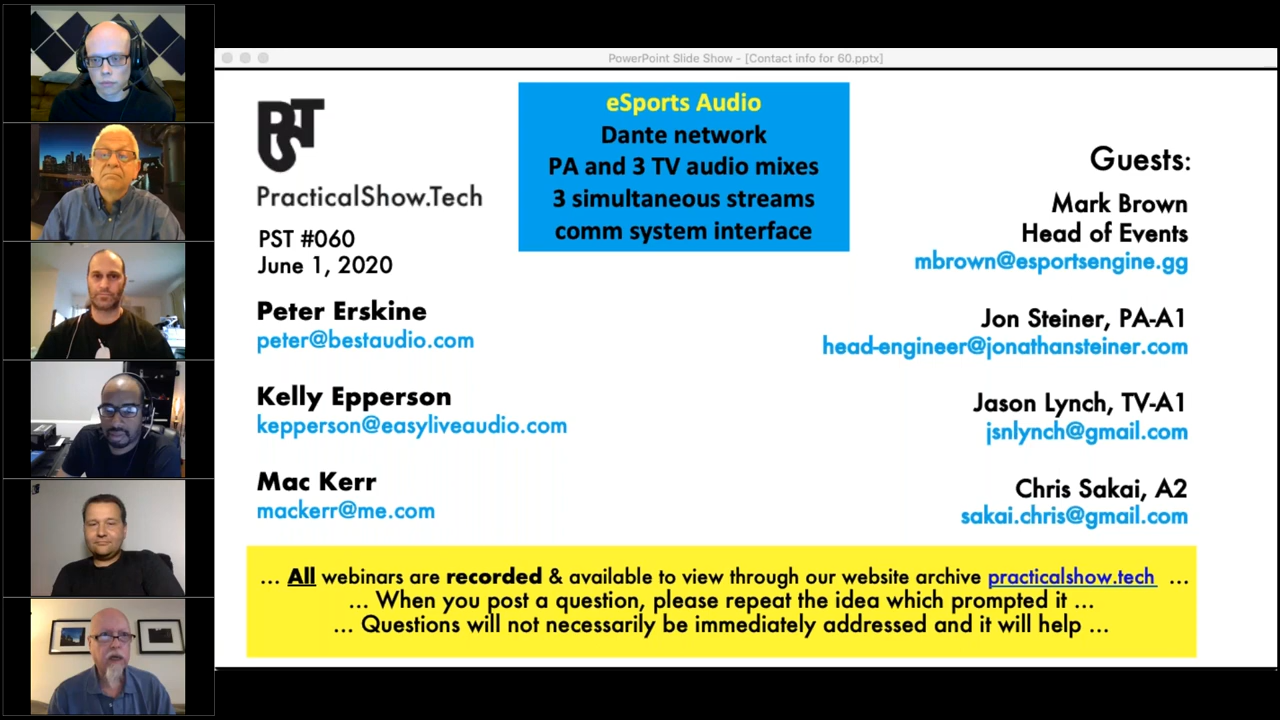 PowerPoint Slide Show - [Contact info for 60.pptx]
PST
PracticalShow.Tech
PST #060
June 1, 2020
Peter Erskine
peter@bestaudio.com
Kelly Epperson
kepperson@easyliveaudio.com
Mac Kerr
mackerr@me.com
eSports Audio
Dante network
PA and 3 TV audio mixes
3 simultaneous streams
comm system interface
Guests:
Mark Brown
Head of Events
mbrown@esportsengine.gg
Jon Steiner, PA-A1
head-engineer@jonathansteiner.com
Jason Lynch, TV-A1
jsnlynch@gmail.com
Chris Sakai, A2
sakai.chris@gmail.com
... All webinars are recorded & available to view through our website archive practicalshow.tech ...
... When you post a question, please repeat the idea which prompted it ...
... Questions will not necessarily be immediately addressed and it will help ...